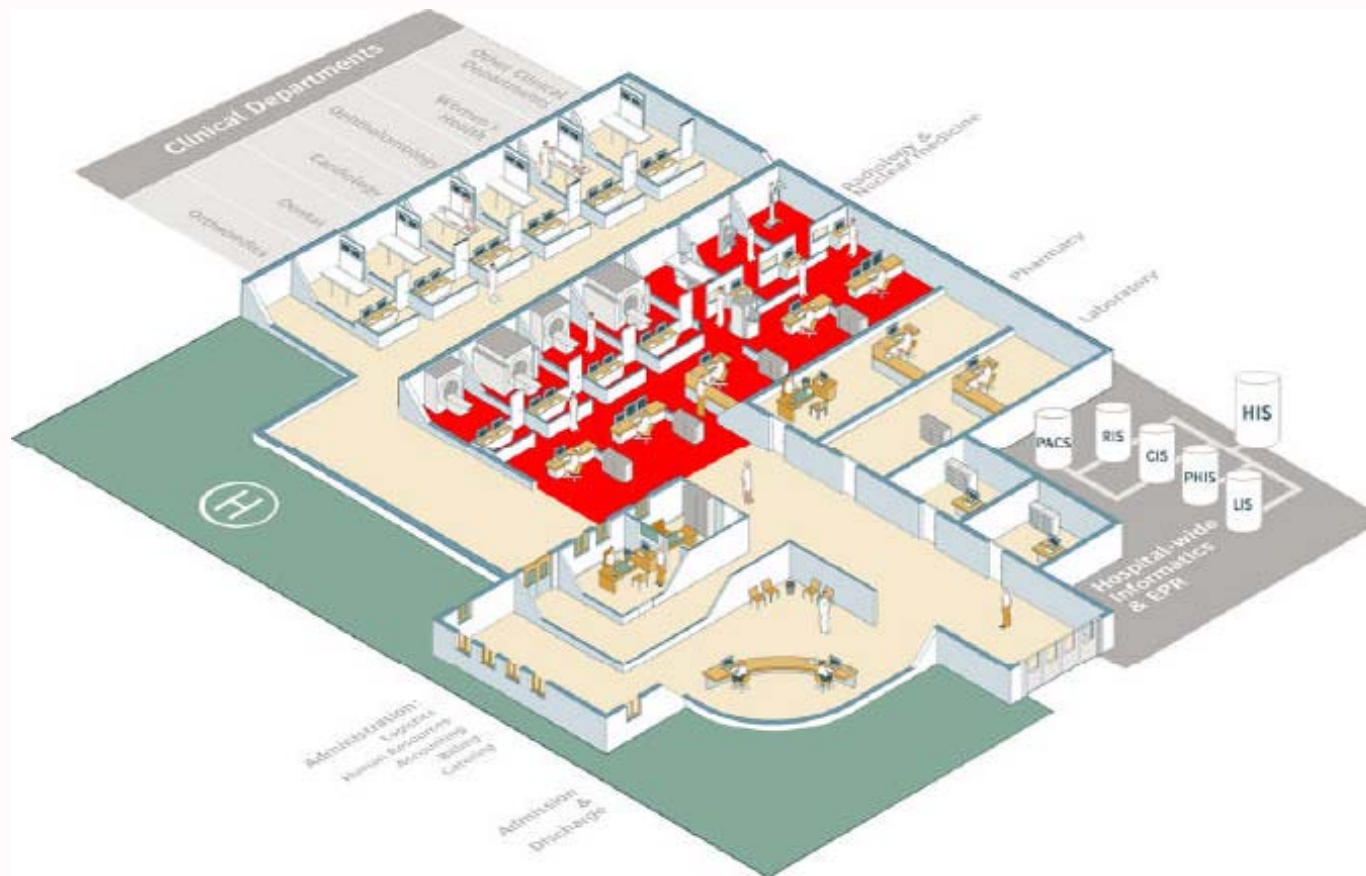 Clinical Departments
Other Clinical
Departments
Women's
Health
Ophthalmology
Cardiology
Dental
Orthopedics
Radiology &
Nuclear Medicine
Pharmacy
Laboratory
HIS
PACS
RIS
CIS
PHIS
LIS
Hospital-wide
Informatics
& EPR
H
Administration:
Logistics
Human Resources
Accounting
Billing
Catering
Admission
&
Discharge